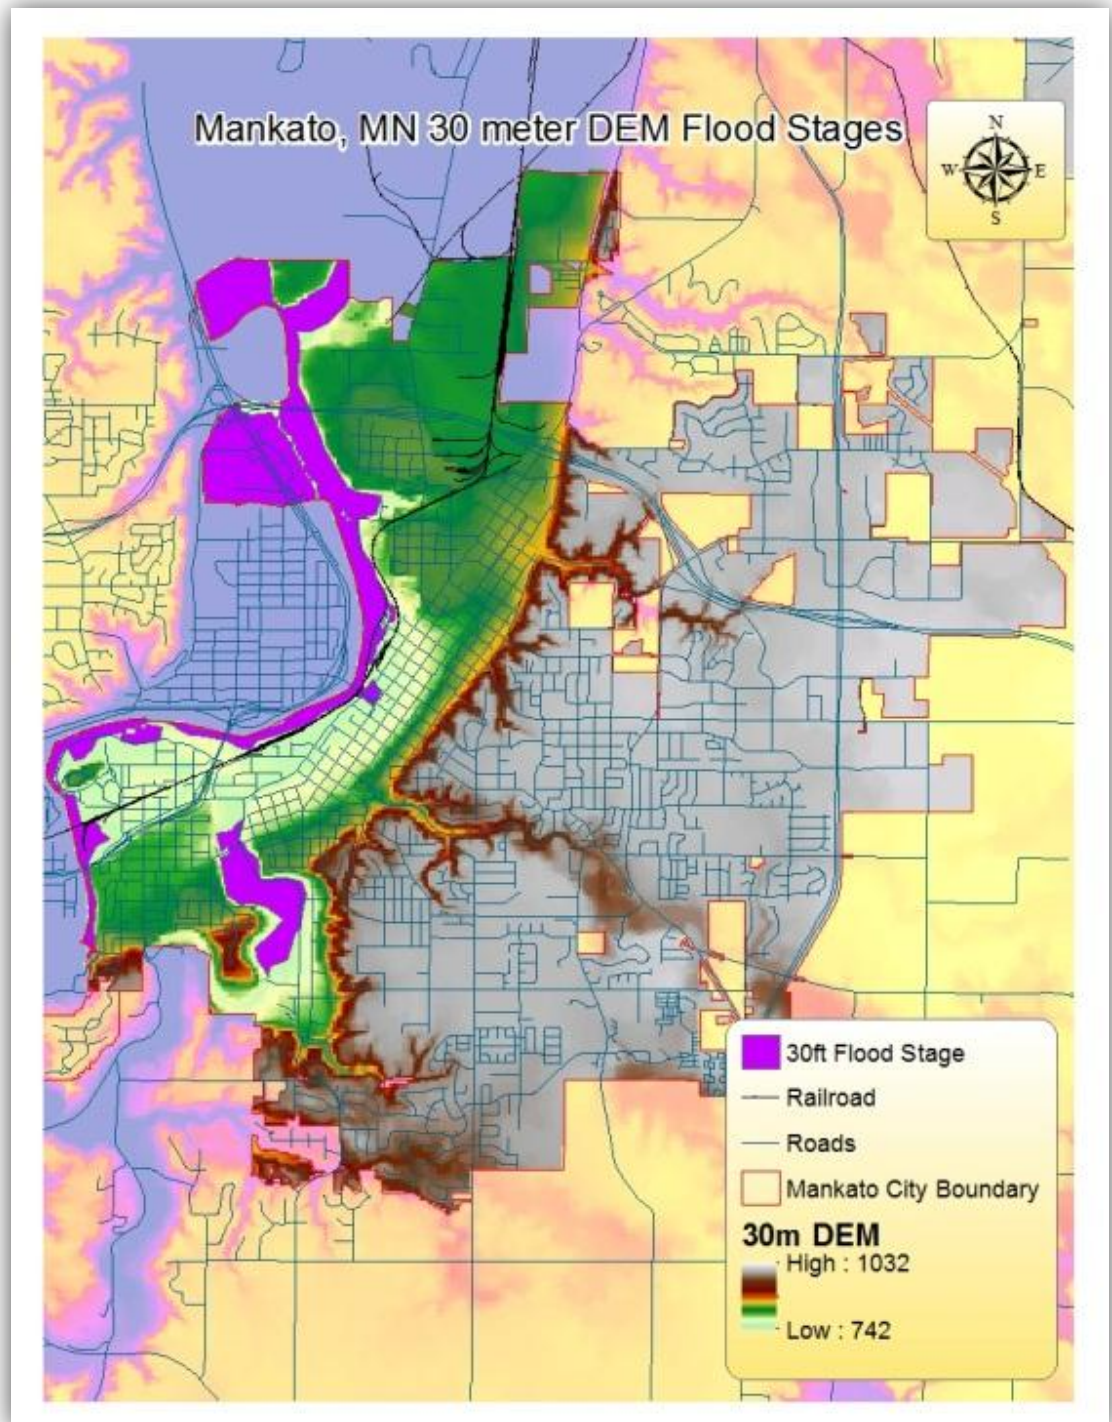 Mankato, MN 30 meter DEM Flood Stages
N
W E
S
30ft Flood Stage
Railroad
Roads
Mankato City Boundary
30m DEM
High : 1032
Low : 742